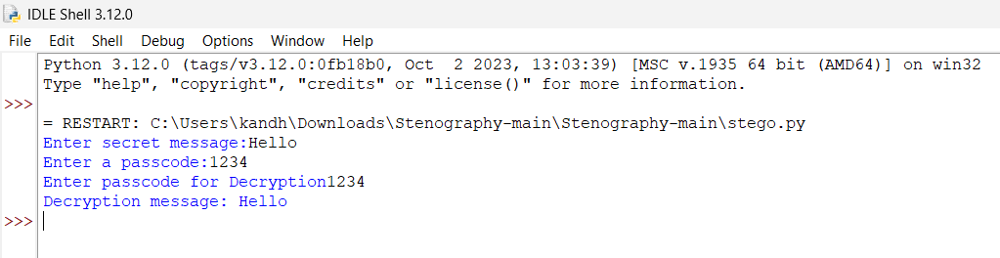 IDLE Shell 3.12.0
File Edit Shell Debug Options Window Help
Python 3.12.0 (tags/v3.12.0:0fb18b0, Oct  2 2023, 13:03:39) [MSC v.1935 64 bit (AMD64)] on win32
Type "help", "copyright", "credits" or "license()" for more information.
>>>
= RESTART: C:\Users\kandh\Downloads\Stenography-main\Stenography-main\stego.py
Enter secret message:Hello
Enter a passcode:1234
Enter passcode for Decryption1234
Decryption message: Hello
>>>